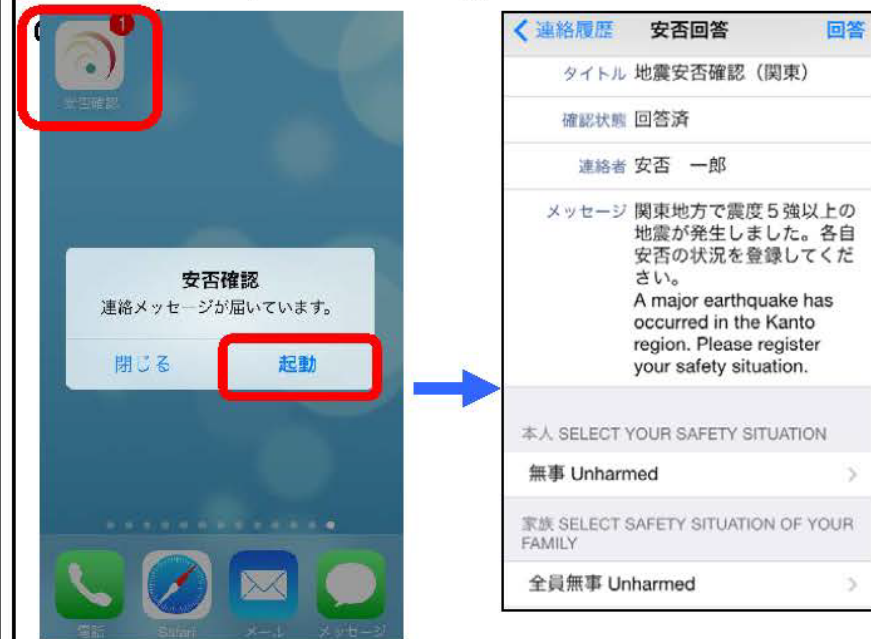 1
安否確認
安否確認
連絡メッセージが届いています。
閉じる
起動
電話
Safari
メール
メッセージ
連絡履歴
安否回答
回答
タイトル 地震安否確認（関東）
確認状態 回答済
連絡者 安否　一郎
メッセージ 関東地方で震度５強以上の
地震が発生しました。各自
安否の状況を登録してくだ
さい。
A major earthquake has
occurred in the Kanto
region. Please register
your safety situation.
本人 SELECT YOUR SAFETY SITUATION
無事 Unharmed
家族 SELECT SAFETY SITUATION OF YOUR
FAMILY
全員無事 Unharmed